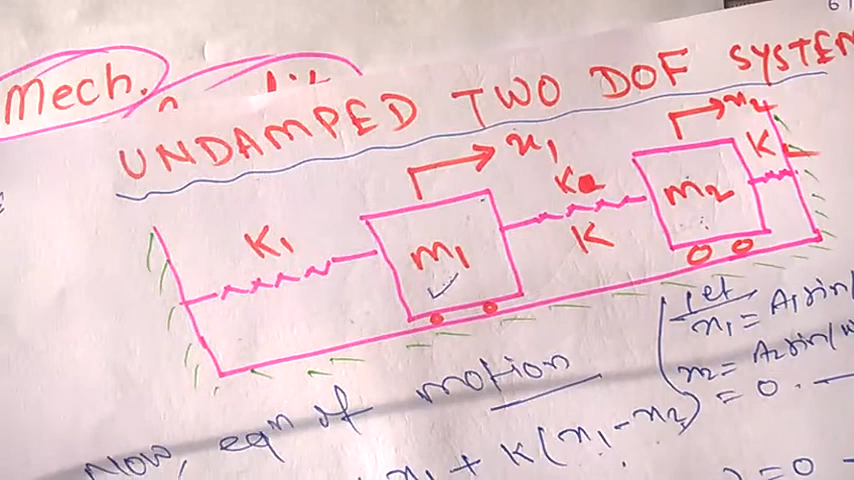 Mech.
UNDAMPED TWO DOF SYSTEM
x1
x2
K1
m1
K2
K
m2
K
Let
x1 = A1 sin(
x2 = A2 sin(w
Now, eqn of motion
x1 + K(x1-x2) = 0.
) = 0